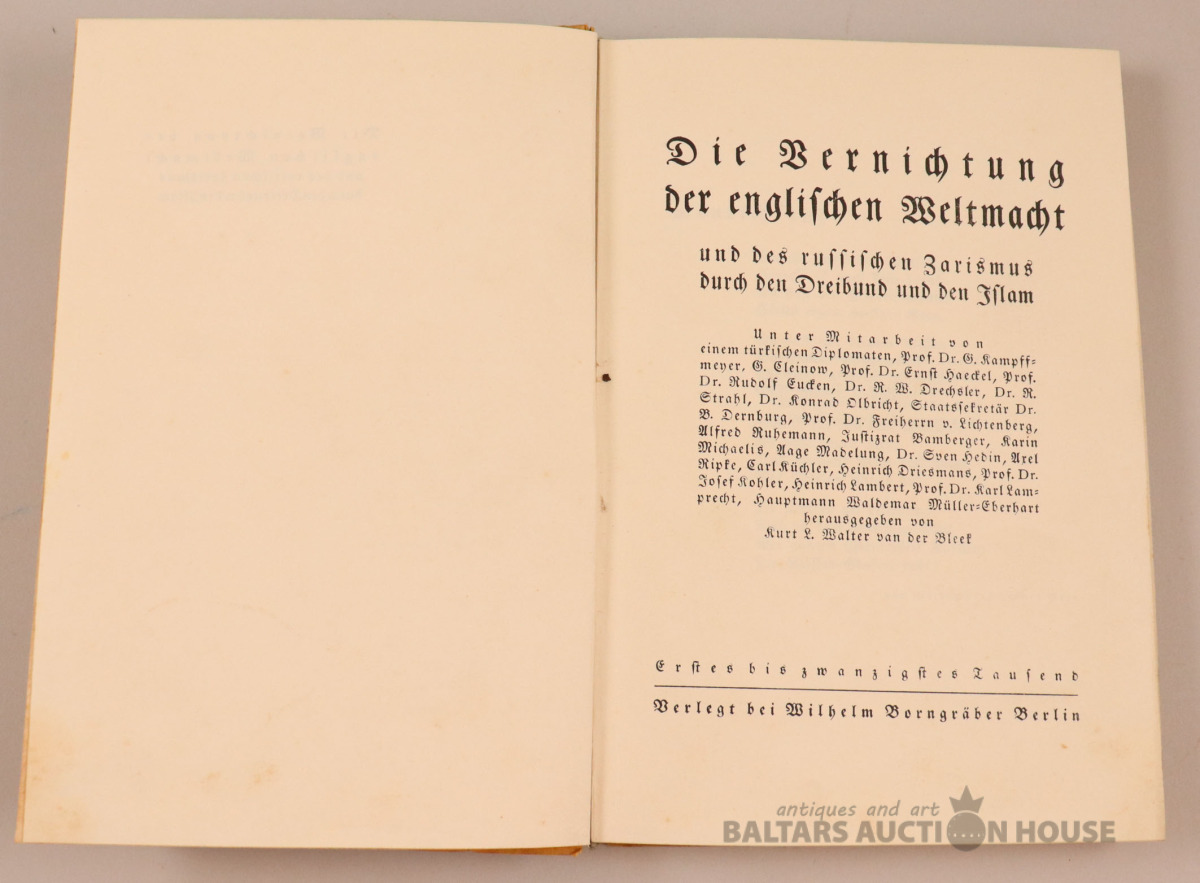 Die Vernichtung
der englischen Weltmacht
und des russischen Zarismus
durch den Dreibund und den Islam
Unter Mitarbeit von
einem türkischen Diplomaten, Prof. Dr. G. Kampff-
meyer, G. Cleinow, Prof. Dr. Ernst Haeckel, Prof.
Dr. Rudolf Eucken, Dr. R. W. Drechsler, Dr. R.
Strahl, Dr. Konrad Olbricht, Staatssekretär Dr.
B. Dernburg, Prof. Dr. Freiherrn v. Lichtenberg,
Alfred Ruhemann, Justizrat Bamberger, Karin
Michaelis, Aage Madelung, Dr. Sven Hedin, Axel
Ripke, Carl Küchler, Heinrich Driesmans, Prof. Dr.
Josef Kohler, Heinrich Lambert, Prof. Dr. Karl Lam-
precht, Hauptmann Waldemar Müller-Eberhart
herausgegeben von
Kurt L. Walter van der Bleek
Erstes bis zwanzigstes Tausend
Verlegt bei Wilhelm Borngräber Berlin
antiques and art
BALTARS AUCTION HOUSE